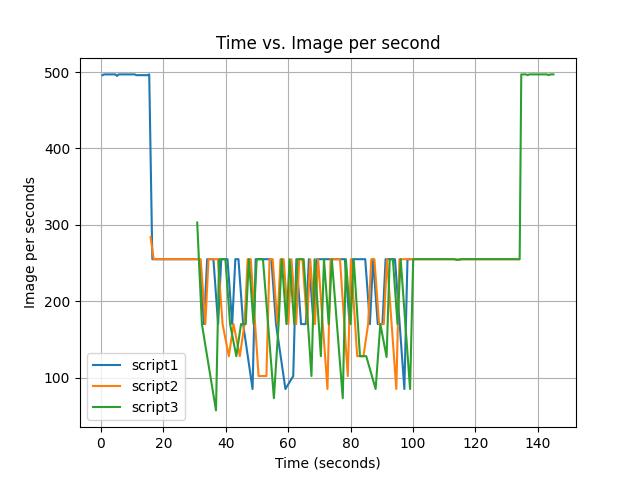 Time vs. Image per second
Image per seconds
500
400
300
200
100
script1
script2
script3
0 20 40 60 80 100 120 140
Time (seconds)